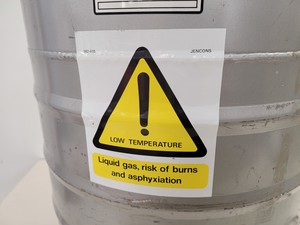 JENCONS
LOW TEMPERATURE
Liquid gas, risk of burns
and asphyxiation